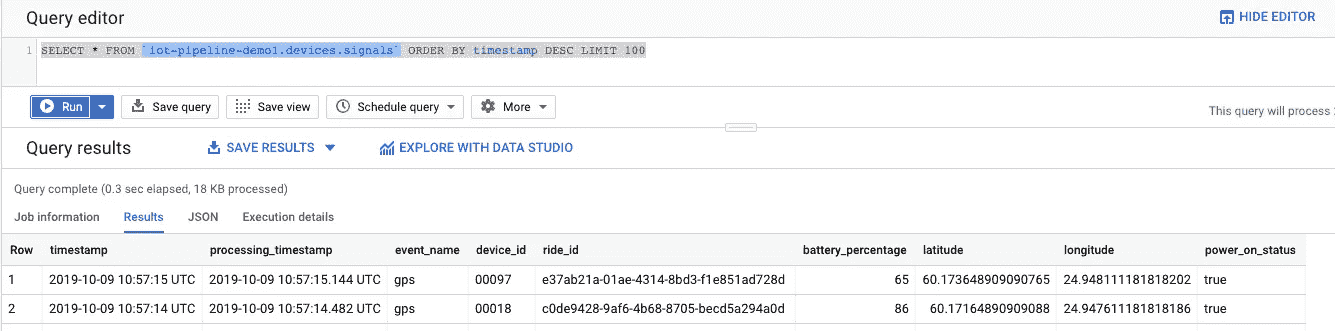 Query editor HIDE EDITOR
1 SELECT * FROM `iot-pipeline-demo1.devices.signals` ORDER BY timestamp DESC LIMIT 100
Run Save query Save view Schedule query More This query will process
Query results SAVE RESULTS EXPLORE WITH DATA STUDIO
Query complete (0.3 sec elapsed, 18 KB processed)
Job information Results JSON Execution details
Row timestamp processing_timestamp event_name device_id ride_id battery_percentage latitude longitude power_on_status
1 2019-10-09 10:57:15 UTC 2019-10-09 10:57:15.144 UTC gps 00097 e37ab21a-01ae-4314-8bd3-f1e851ad728d 65 60.173648909090765 24.948111181818202 true
2 2019-10-09 10:57:14 UTC 2019-10-09 10:57:14.482 UTC gps 00018 c0de9428-9af6-4b68-8705-becd5a294a0d 86 60.17164890909088 24.947611181818186 true